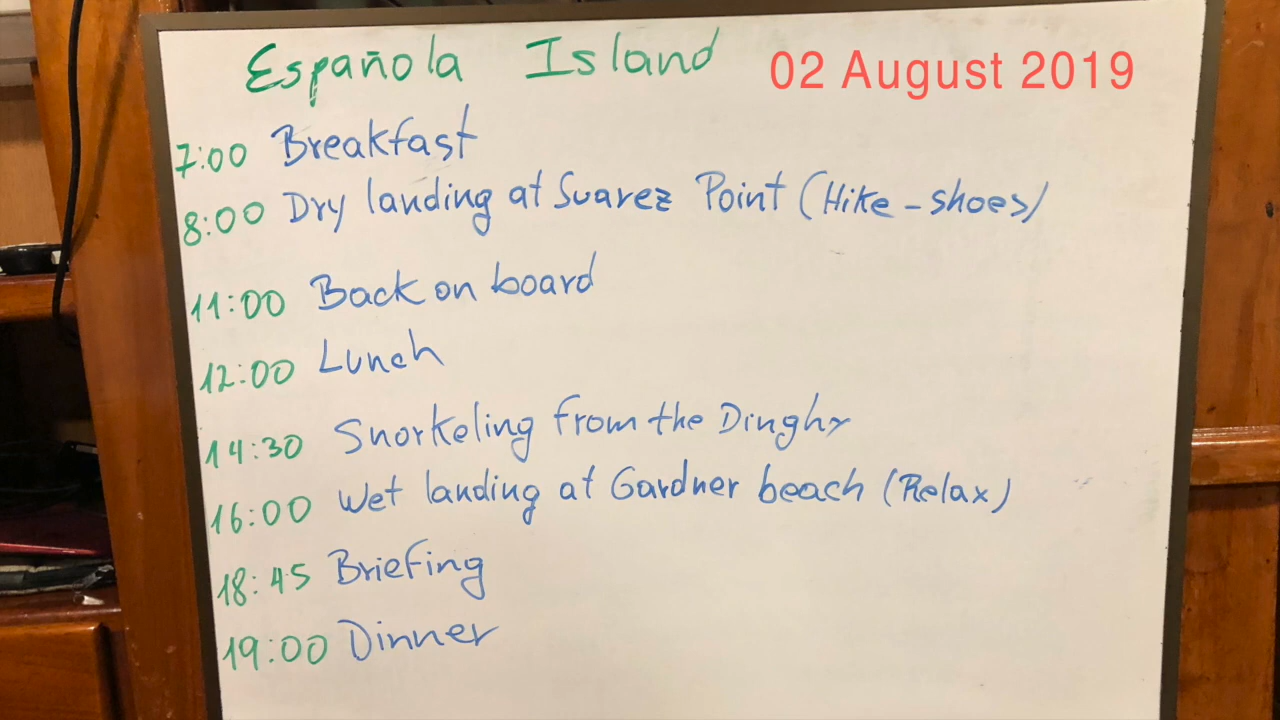 Española Island 02 August 2019
7:00 Breakfast
8:00 Dry landing at Suarez Point (Hike - shoes)
11:00 Back on board
12:00 Lunch
14:30 Snorkeling from the Dinghy
16:00 Wet landing at Gardner beach (Relax)
18:45 Briefing
19:00 Dinner